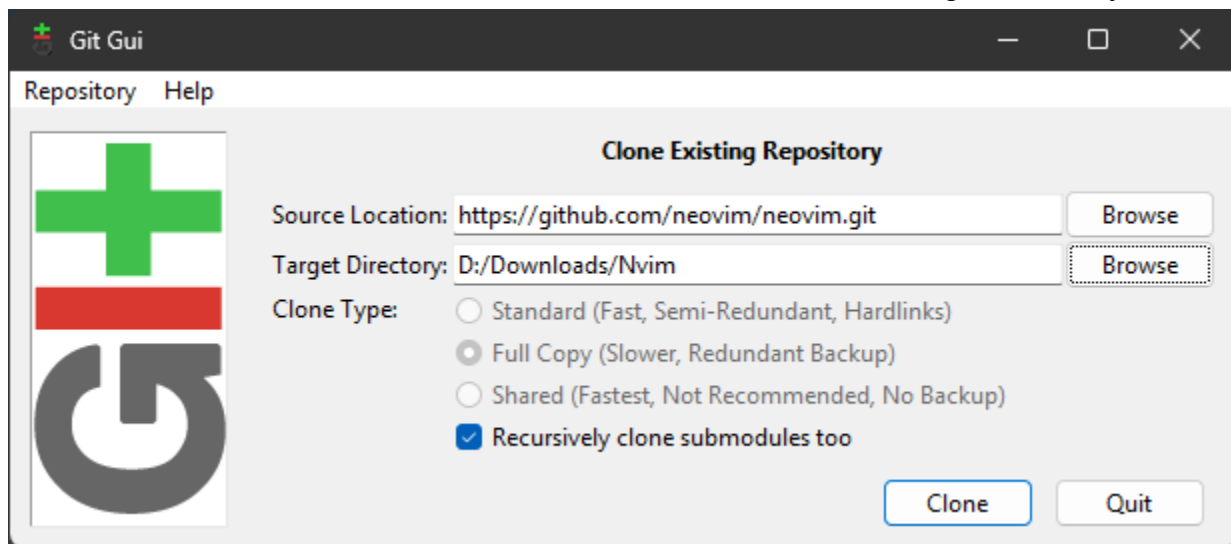 Git Gui
Repository Help
Clone Existing Repository
Source Location: https://github.com/neovim/neovim.git Browse
Target Directory: D:/Downloads/Nvim Browse
Clone Type: Standard (Fast, Semi-Redundant, Hardlinks)
Full Copy (Slower, Redundant Backup)
Shared (Fastest, Not Recommended, No Backup)
Recursively clone submodules too
Clone Quit